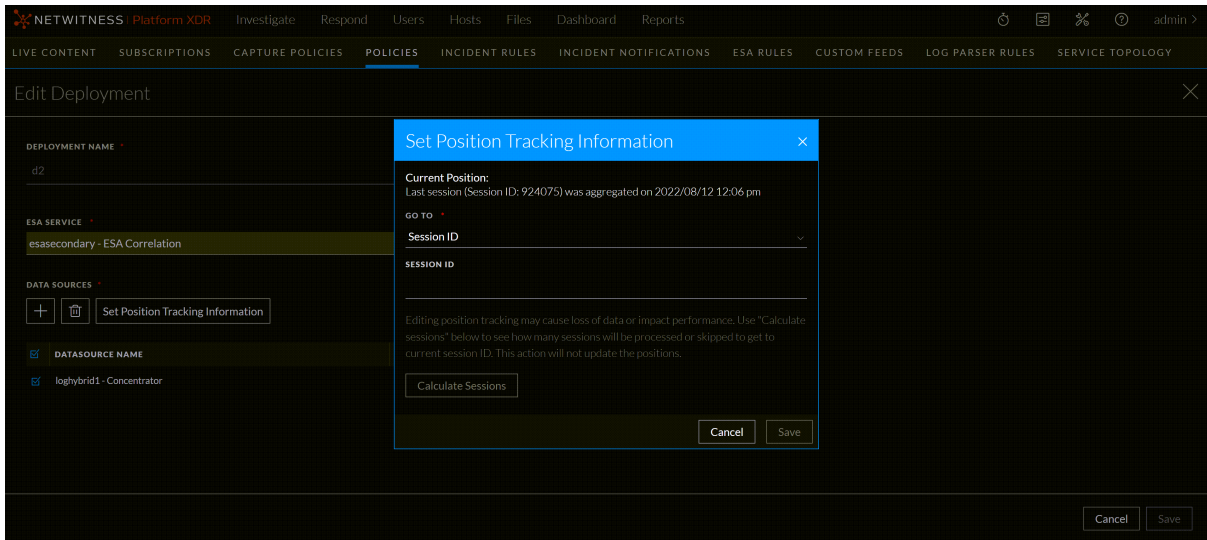 NETWITNESS Platform XDR Investigate Respond Users Hosts Files Dashboard Reports admin >
LIVE CONTENT SUBSCRIPTIONS CAPTURE POLICIES POLICIES INCIDENT RULES INCIDENT NOTIFICATIONS ESA RULES CUSTOM FEEDS LOG PARSER RULES SERVICE TOPOLOGY
Edit Deployment
DEPLOYMENT NAME *
d2
ESA SERVICE *
esasecondary - ESA Correlation
DATA SOURCES *
Set Position Tracking Information
DATASOURCE NAME
loghybrid1 - Concentrator
Set Position Tracking Information
Current Position:
Last session (Session ID: 924075) was aggregated on 2022/08/12 12:06 pm
GO TO *
Session ID
SESSION ID
Editing position tracking may cause loss of data or impact performance. Use "Calculate
sessions" below to see how many sessions will be processed or skipped to get to
current session ID. This action will not update the positions.
Calculate Sessions
Cancel Save
Cancel Save